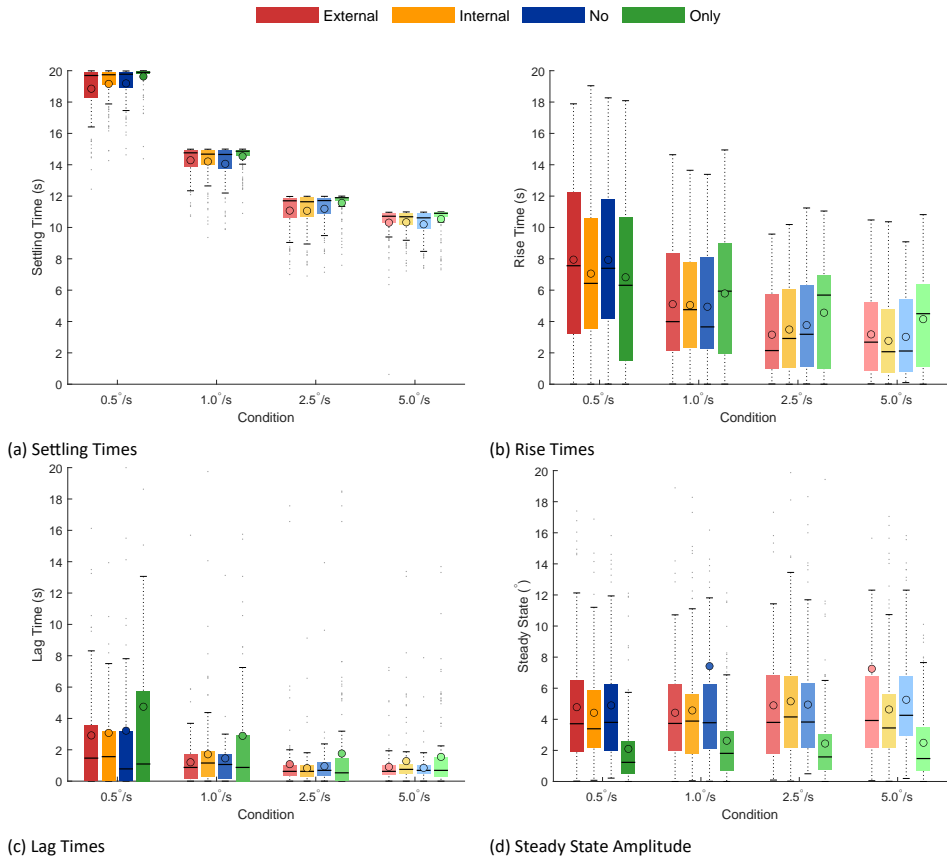 External Internal No Only
20
18
16
14
12
10
8
6
4
2
0
Settling Time (s)
0.5°/s 1.0°/s 2.5°/s 5.0°/s
Condition
(a) Settling Times
20
18
16
14
12
10
8
6
4
2
0
Rise Time (s)
0.5°/s 1.0°/s 2.5°/s 5.0°/s
Condition
(b) Rise Times
20
18
16
14
12
10
8
6
4
2
0
Lag Time (s)
0.5°/s 1.0°/s 2.5°/s 5.0°/s
Condition
(c) Lag Times
20
18
16
14
12
10
8
6
4
2
0
Steady State (°)
0.5°/s 1.0°/s 2.5°/s 5.0°/s
Condition
(d) Steady State Amplitude